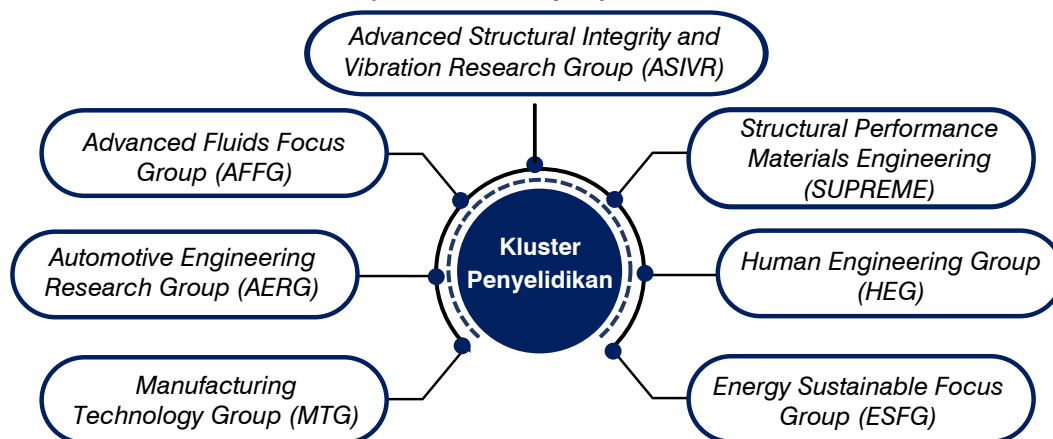 Advanced Structural Integrity and
Vibration Research Group (ASIVR)
Advanced Fluids Focus
Group (AFFG)
Structural Performance
Materials Engineering
(SUPREME)
Automotive Engineering
Research Group (AERG)
Kluster
Penyelidikan
Human Engineering Group
(HEG)
Manufacturing
Technology Group (MTG)
Energy Sustainable Focus
Group (ESFG)